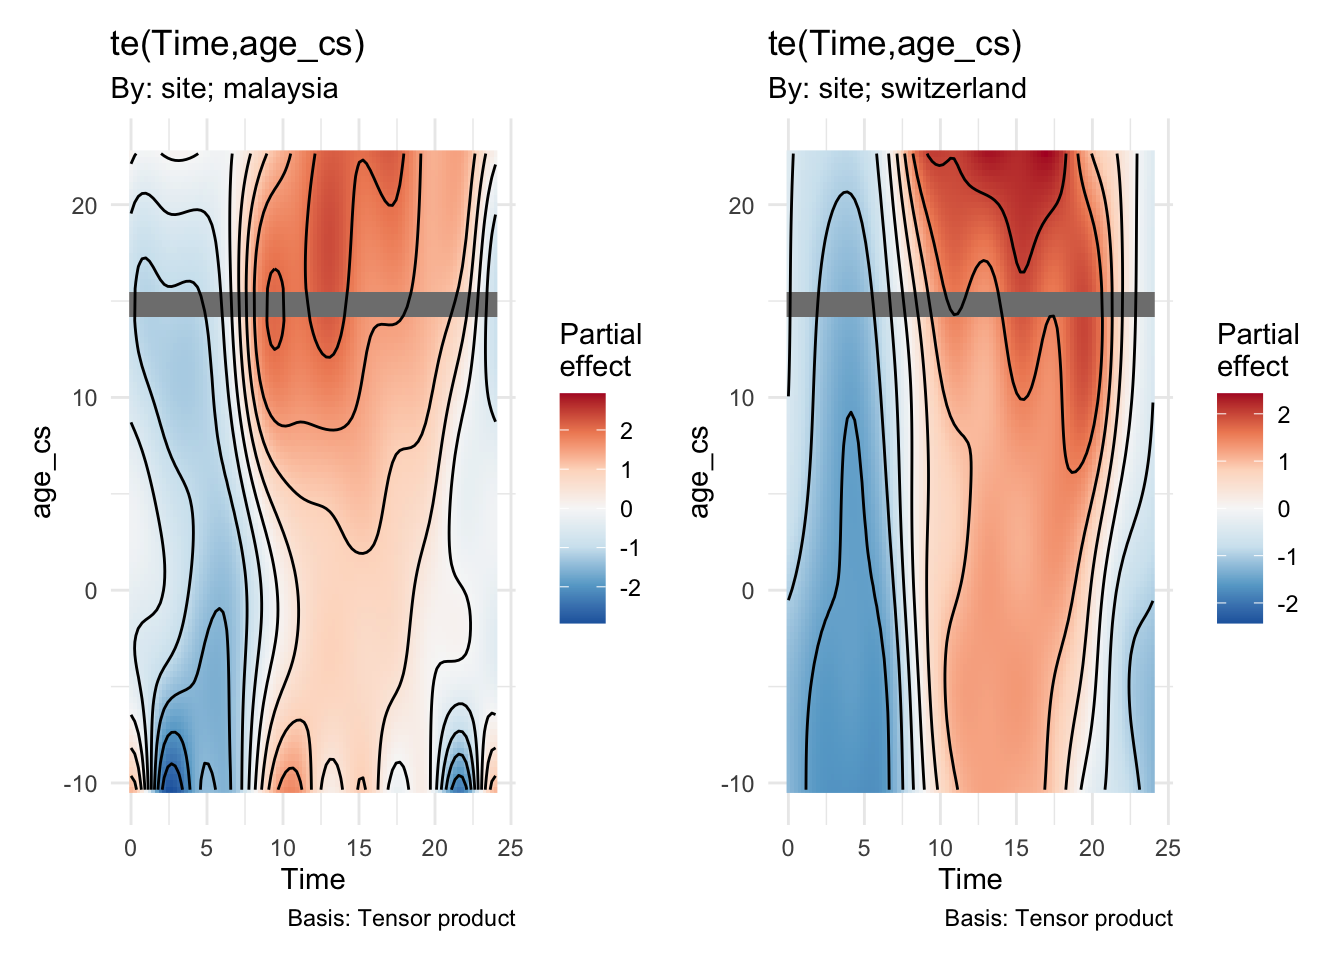 te(Time,age_cs)
By: site; malaysia
20
10
0
-10
age_cs
0
5
10
15
20
25
Time
Basis: Tensor product
Partial
effect
2
1
0
-1
-2
te(Time,age_cs)
By: site; switzerland
20
10
0
-10
age_cs
0
5
10
15
20
25
Time
Basis: Tensor product
Partial
effect
2
1
0
-1
-2